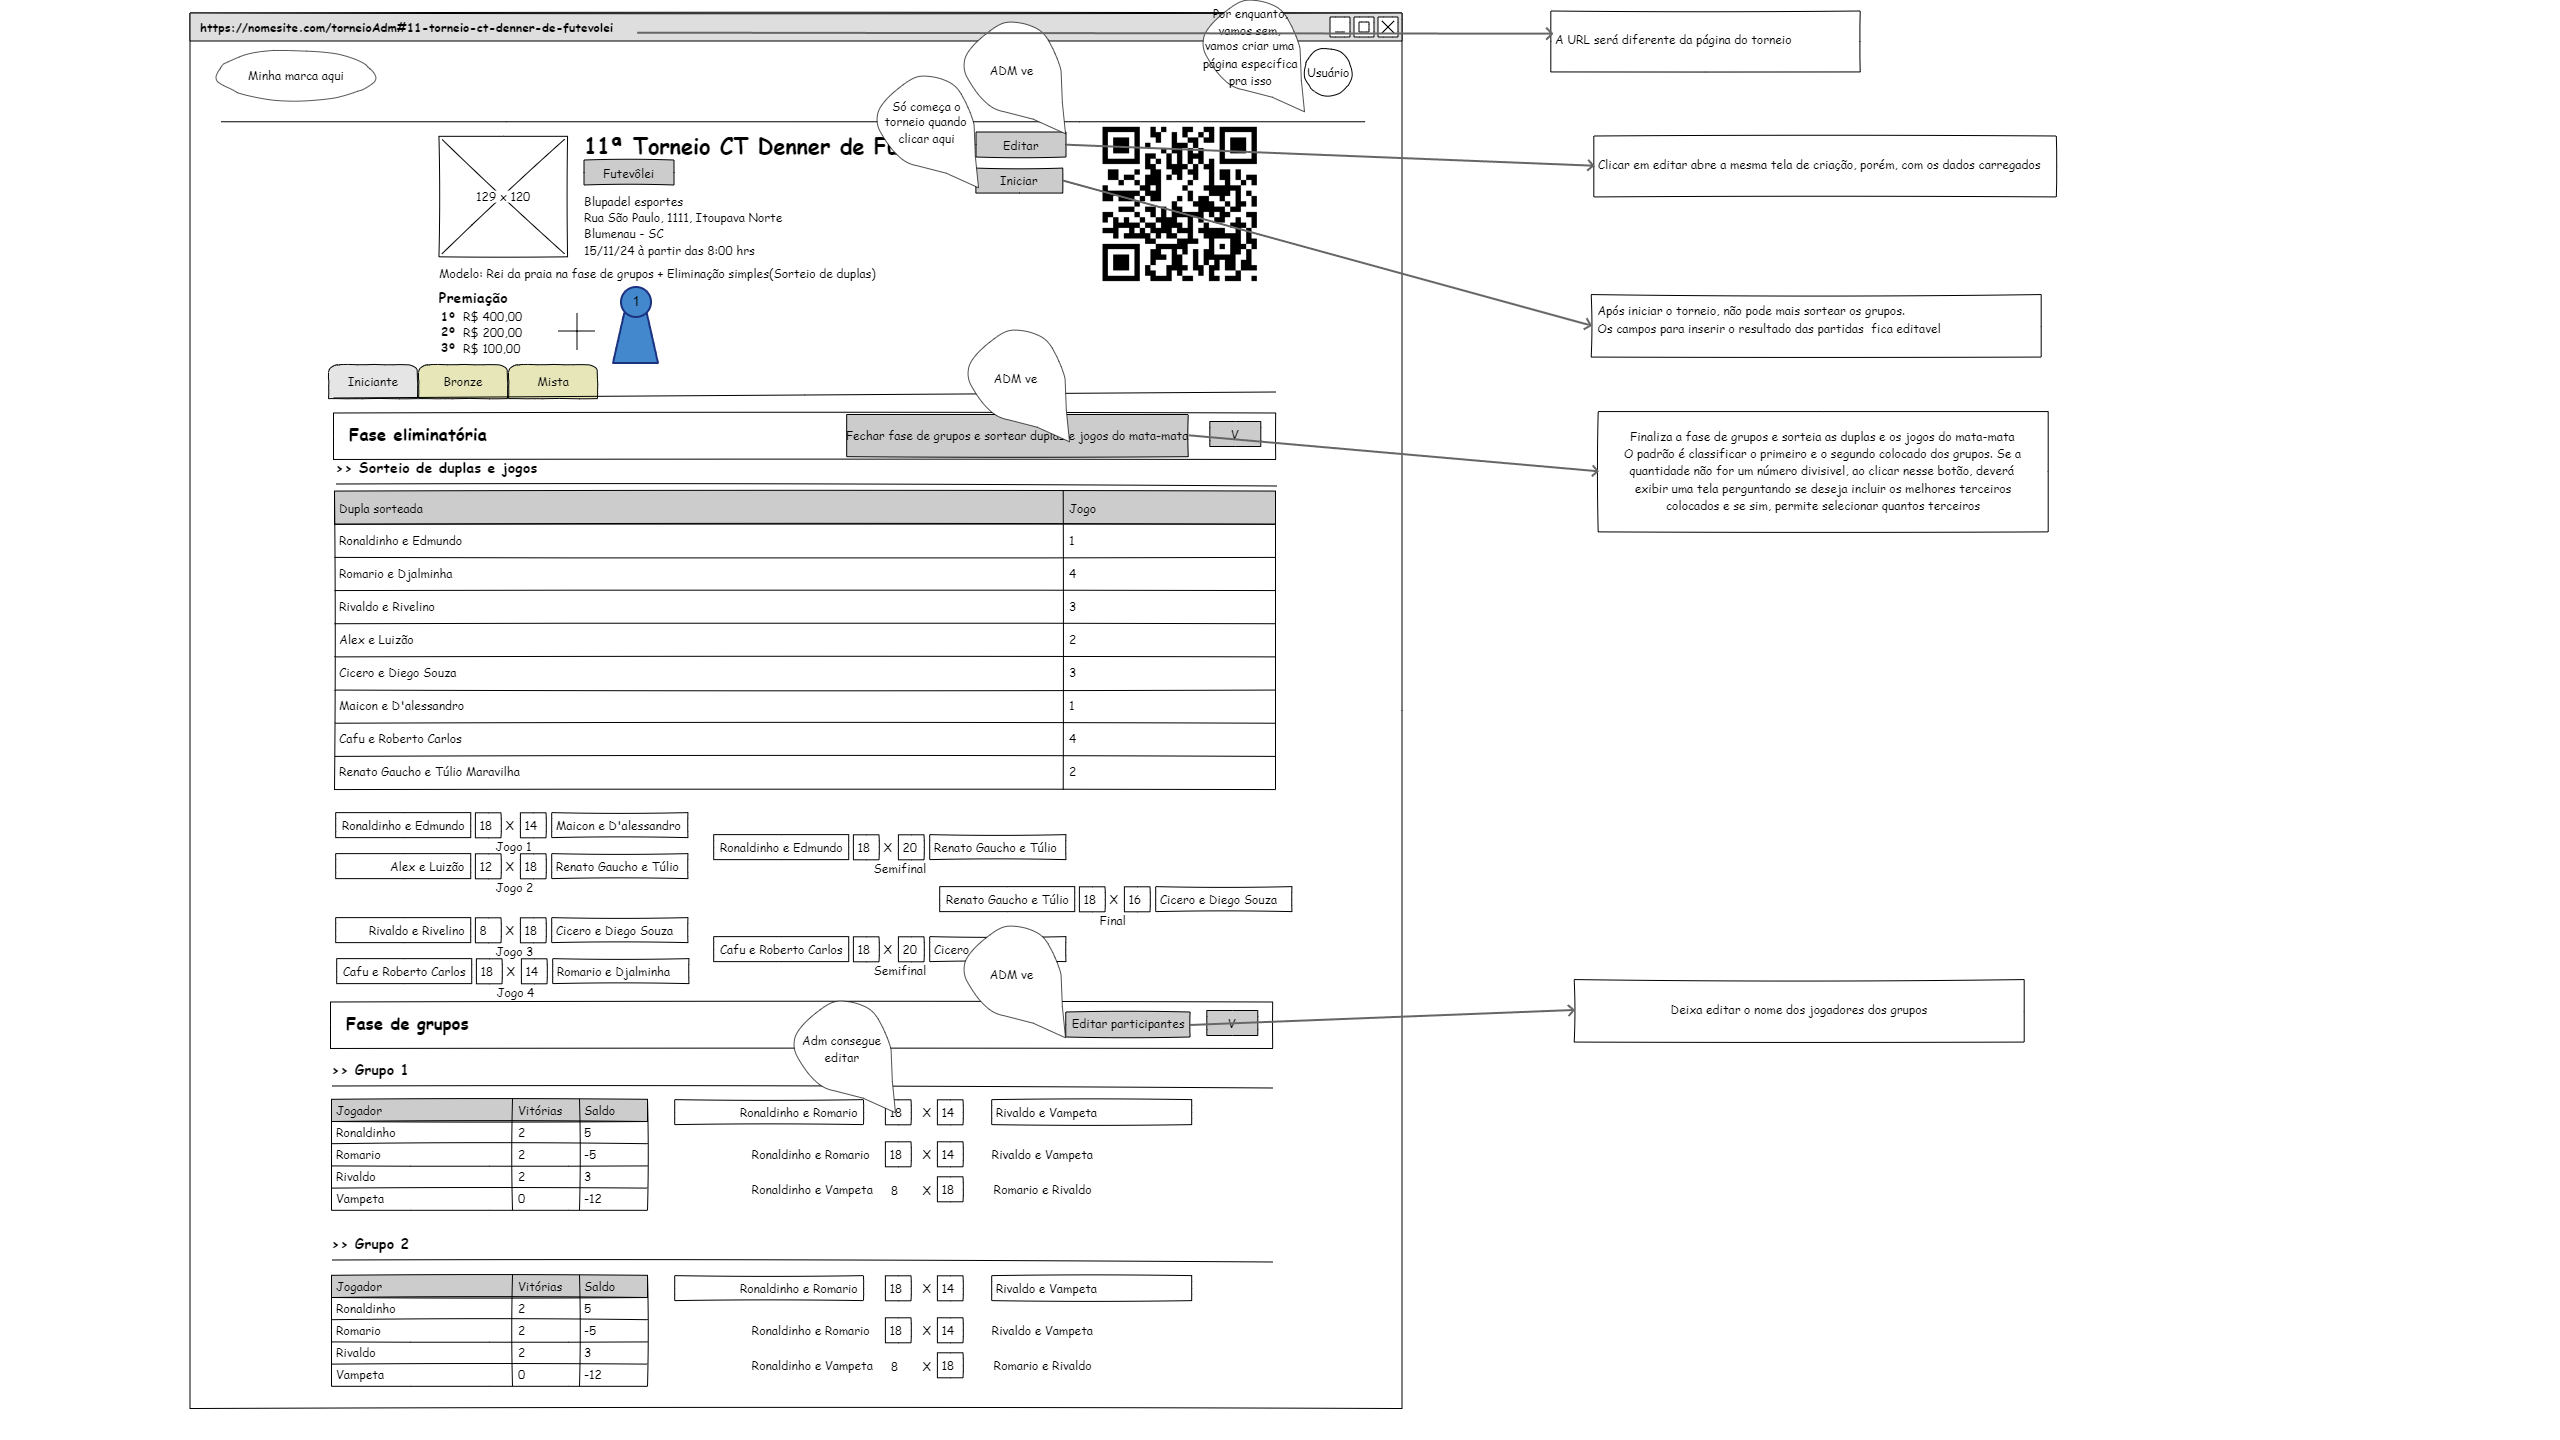 https://nomesite.com/torneioAdm#11-torneio-ct-denner-de-futevolei
A URL será diferente da página do torneio
Minha marca aqui
ADM ve
Por enquanto,
vamos sem,
vamos criar uma
página especifica
pra isso
Usuário
Só começa o
torneio quando
clicar aqui
11ª Torneio CT Denner de
Futevôlei
Editar
Iniciar
Clicar em editar abre a mesma tela de criação, porém, com os dados carregados
129 x 120
Blupadel esportes
Rua São Paulo, 1111, Itoupava Norte
Blumenau - SC
15/11/24 à partir das 8:00 hrs
Modelo: Rei da praia na fase de grupos + Eliminação simples(Sorteio de duplas)
Premiação
1º R$ 400,00
2º R$ 200,00
3º R$ 100,00
1
Após iniciar o torneio, não pode mais sortear os grupos.
Os campos para inserir o resultado das partidas fica editavel
Iniciante
Bronze
Mista
ADM ve
Fase eliminatória
Fechar fase de grupos e sortear duplas e jogos do mata-mata
V
Finaliza a fase de grupos e sorteia as duplas e os jogos do mata-mata
O padrão é classificar o primeiro e o segundo colocado dos grupos. Se a
quantidade não for um número divisivel, ao clicar nesse botão, deverá
exibir uma tela perguntando se deseja incluir os melhores terceiros
colocados e se sim, permite selecionar quantos terceiros
>> Sorteio de duplas e jogos
Dupla sorteada Jogo
Ronaldinho e Edmundo 1
Romario e Djalminha 4
Rivaldo e Rivelino 3
Alex e Luizão 2
Cicero e Diego Souza 3
Maicon e D'alessandro 1
Cafu e Roberto Carlos 4
Renato Gaucho e Túlio Maravilha 2
Ronaldinho e Edmundo 18 X 14 Maicon e D'alessandro
Jogo 1
Alex e Luizão 12 X 18 Renato Gaucho e Túlio
Jogo 2
Ronaldinho e Edmundo 18 X 20 Renato Gaucho e Túlio
Semifinal
Renato Gaucho e Túlio 18 X 16 Cicero e Diego Souza
Final
Rivaldo e Rivelino 8 X 18 Cicero e Diego Souza
Jogo 3
Cafu e Roberto Carlos 18 X 14 Romario e Djalminha
Jogo 4
Cafu e Roberto Carlos 18 X 20 Cicero
Semifinal
ADM ve
Fase de grupos
Editar participantes
V
Deixa editar o nome dos jogadores dos grupos
Adm consegue
editar
>> Grupo 1
Jogador Vitórias Saldo
Ronaldinho 2 5
Romario 2 -5
Rivaldo 2 3
Vampeta 0 -12
Ronaldinho e Romario 18 X 14 Rivaldo e Vampeta
Ronaldinho e Romario 18 X 14 Rivaldo e Vampeta
Ronaldinho e Vampeta 8 X 18 Romario e Rivaldo
>> Grupo 2
Jogador Vitórias Saldo
Ronaldinho 2 5
Romario 2 -5
Rivaldo 2 3
Vampeta 0 -12
Ronaldinho e Romario 18 X 14 Rivaldo e Vampeta
Ronaldinho e Romario 18 X 14 Rivaldo e Vampeta
Ronaldinho e Vampeta 8 X 18 Romario e Rivaldo